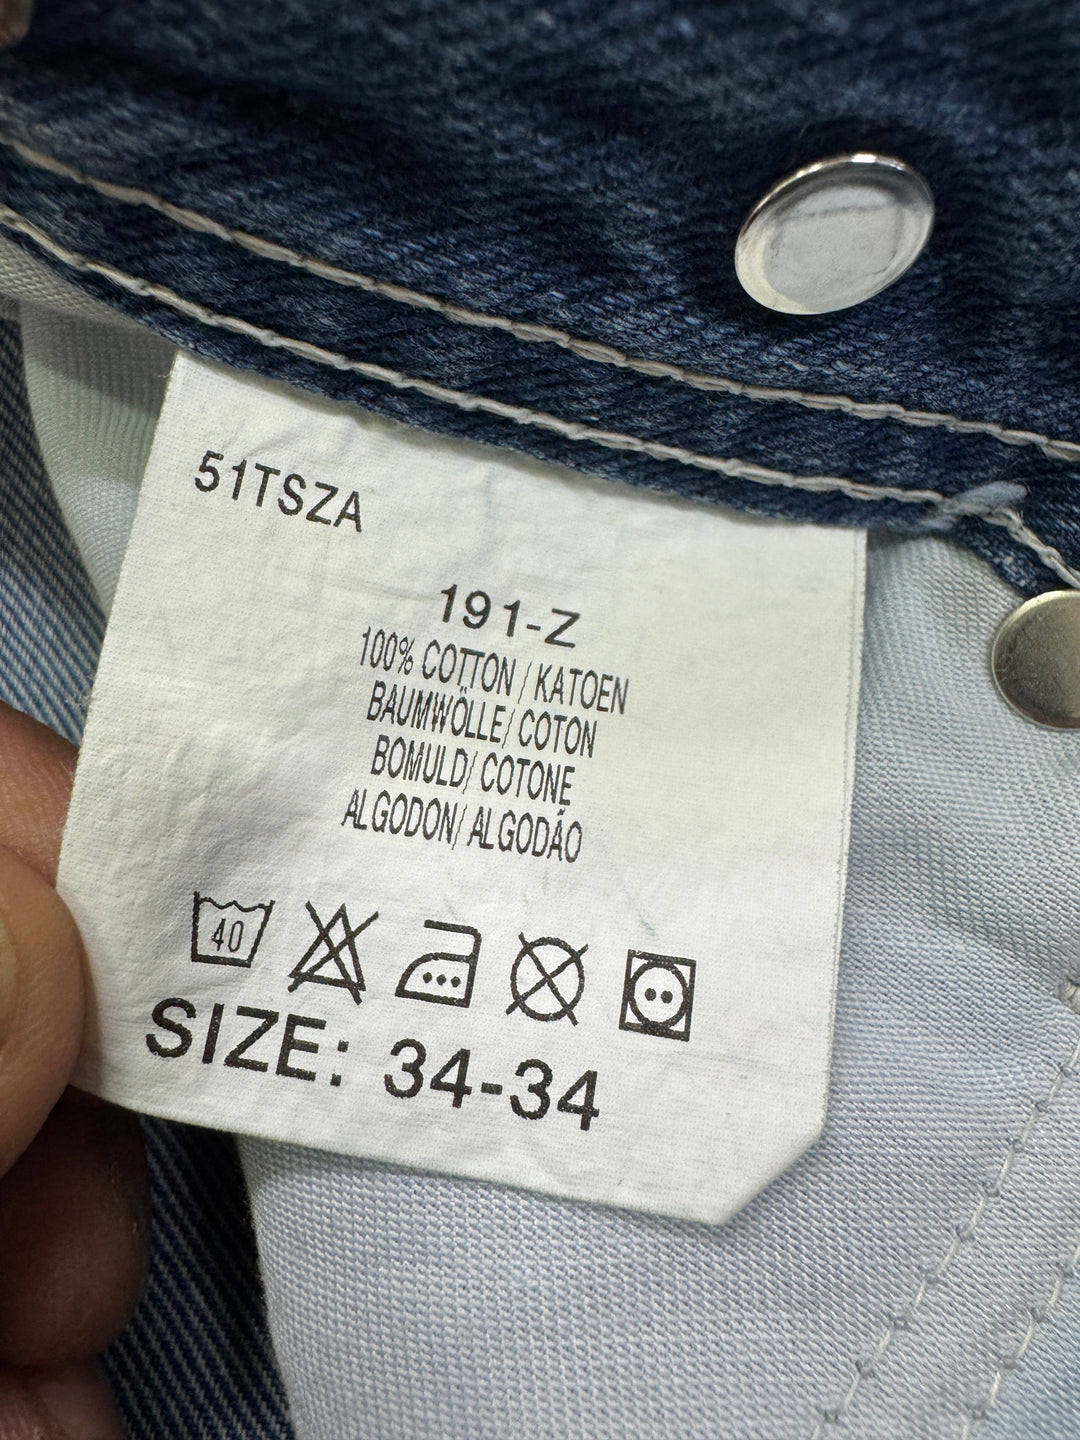 51TSZA
191-Z
100% COTTON / KATOEN
BAUMWÖLLE/ COTON
BOMULD/ COTONE
ALGODON/ ALGODÃO
40
SIZE: 34-34